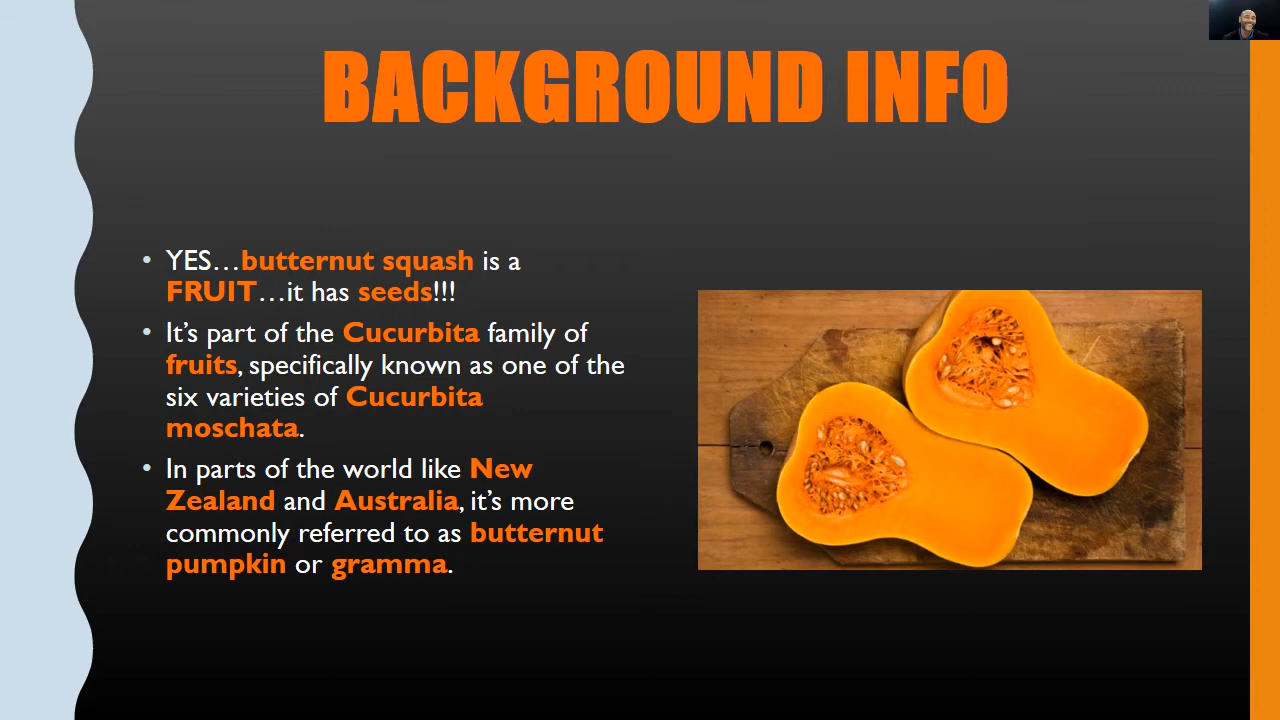 BACKGROUND INFO
• YES...butternut squash is a
FRUIT...it has seeds!!!
• It's part of the Cucurbita family of
fruits, specifically known as one of the
six varieties of Cucurbita
moschata.
• In parts of the world like New
Zealand and Australia, it's more
commonly referred to as butternut
pumpkin or gramma.